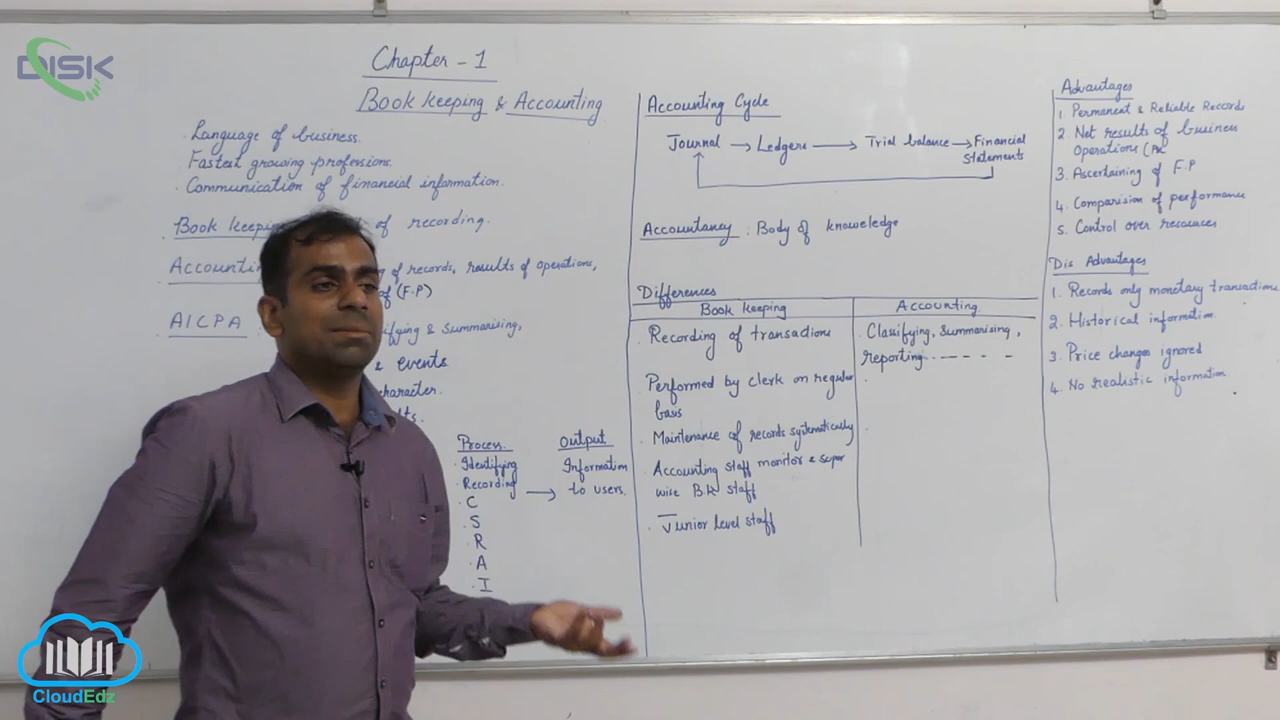 DISK
Chapter - 1
Book keeping & Accounting
. Language of business.
. Fastest growing professions.
. Communication of financial information.
Book keeping of recording.
Accounti of records, results of operations,
of (F.P)
AICPA ifying & Summarising,
& events
character.
Process
. Identifying
. Recording →
. C
. S
. R
. A
. I
Output
Information
to users.
Accounting Cycle
Journal → Ledgers → Trial balance → Financial
Statements
Accountancy : Body of knowledge
Differences
Book keeping
. Recording of transactions
. Performed by clerk on regular
basis
. Maintenance of records systematically
. Accounting staff monitor & super
wise BK staff
. Junior level staff
Accounting
. Classifying, Summarising,
reporting. - - - - -
Advantages
1. Permanent & Reliable Records
2. Net results of business
Operations (
3. Ascertaining of F.P
4. Comparision of performance
5. Control over resources
Dis Advantages
1. Records only monetary transactions
2. Historical information.
3. Price changes ignored
4. No realistic information.
CloudEdz